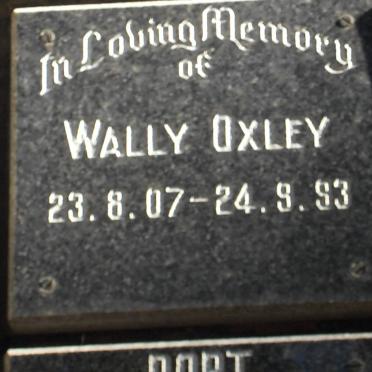 In Loving Memory
of
WALLY OXLEY
23.8.07-24.9.93